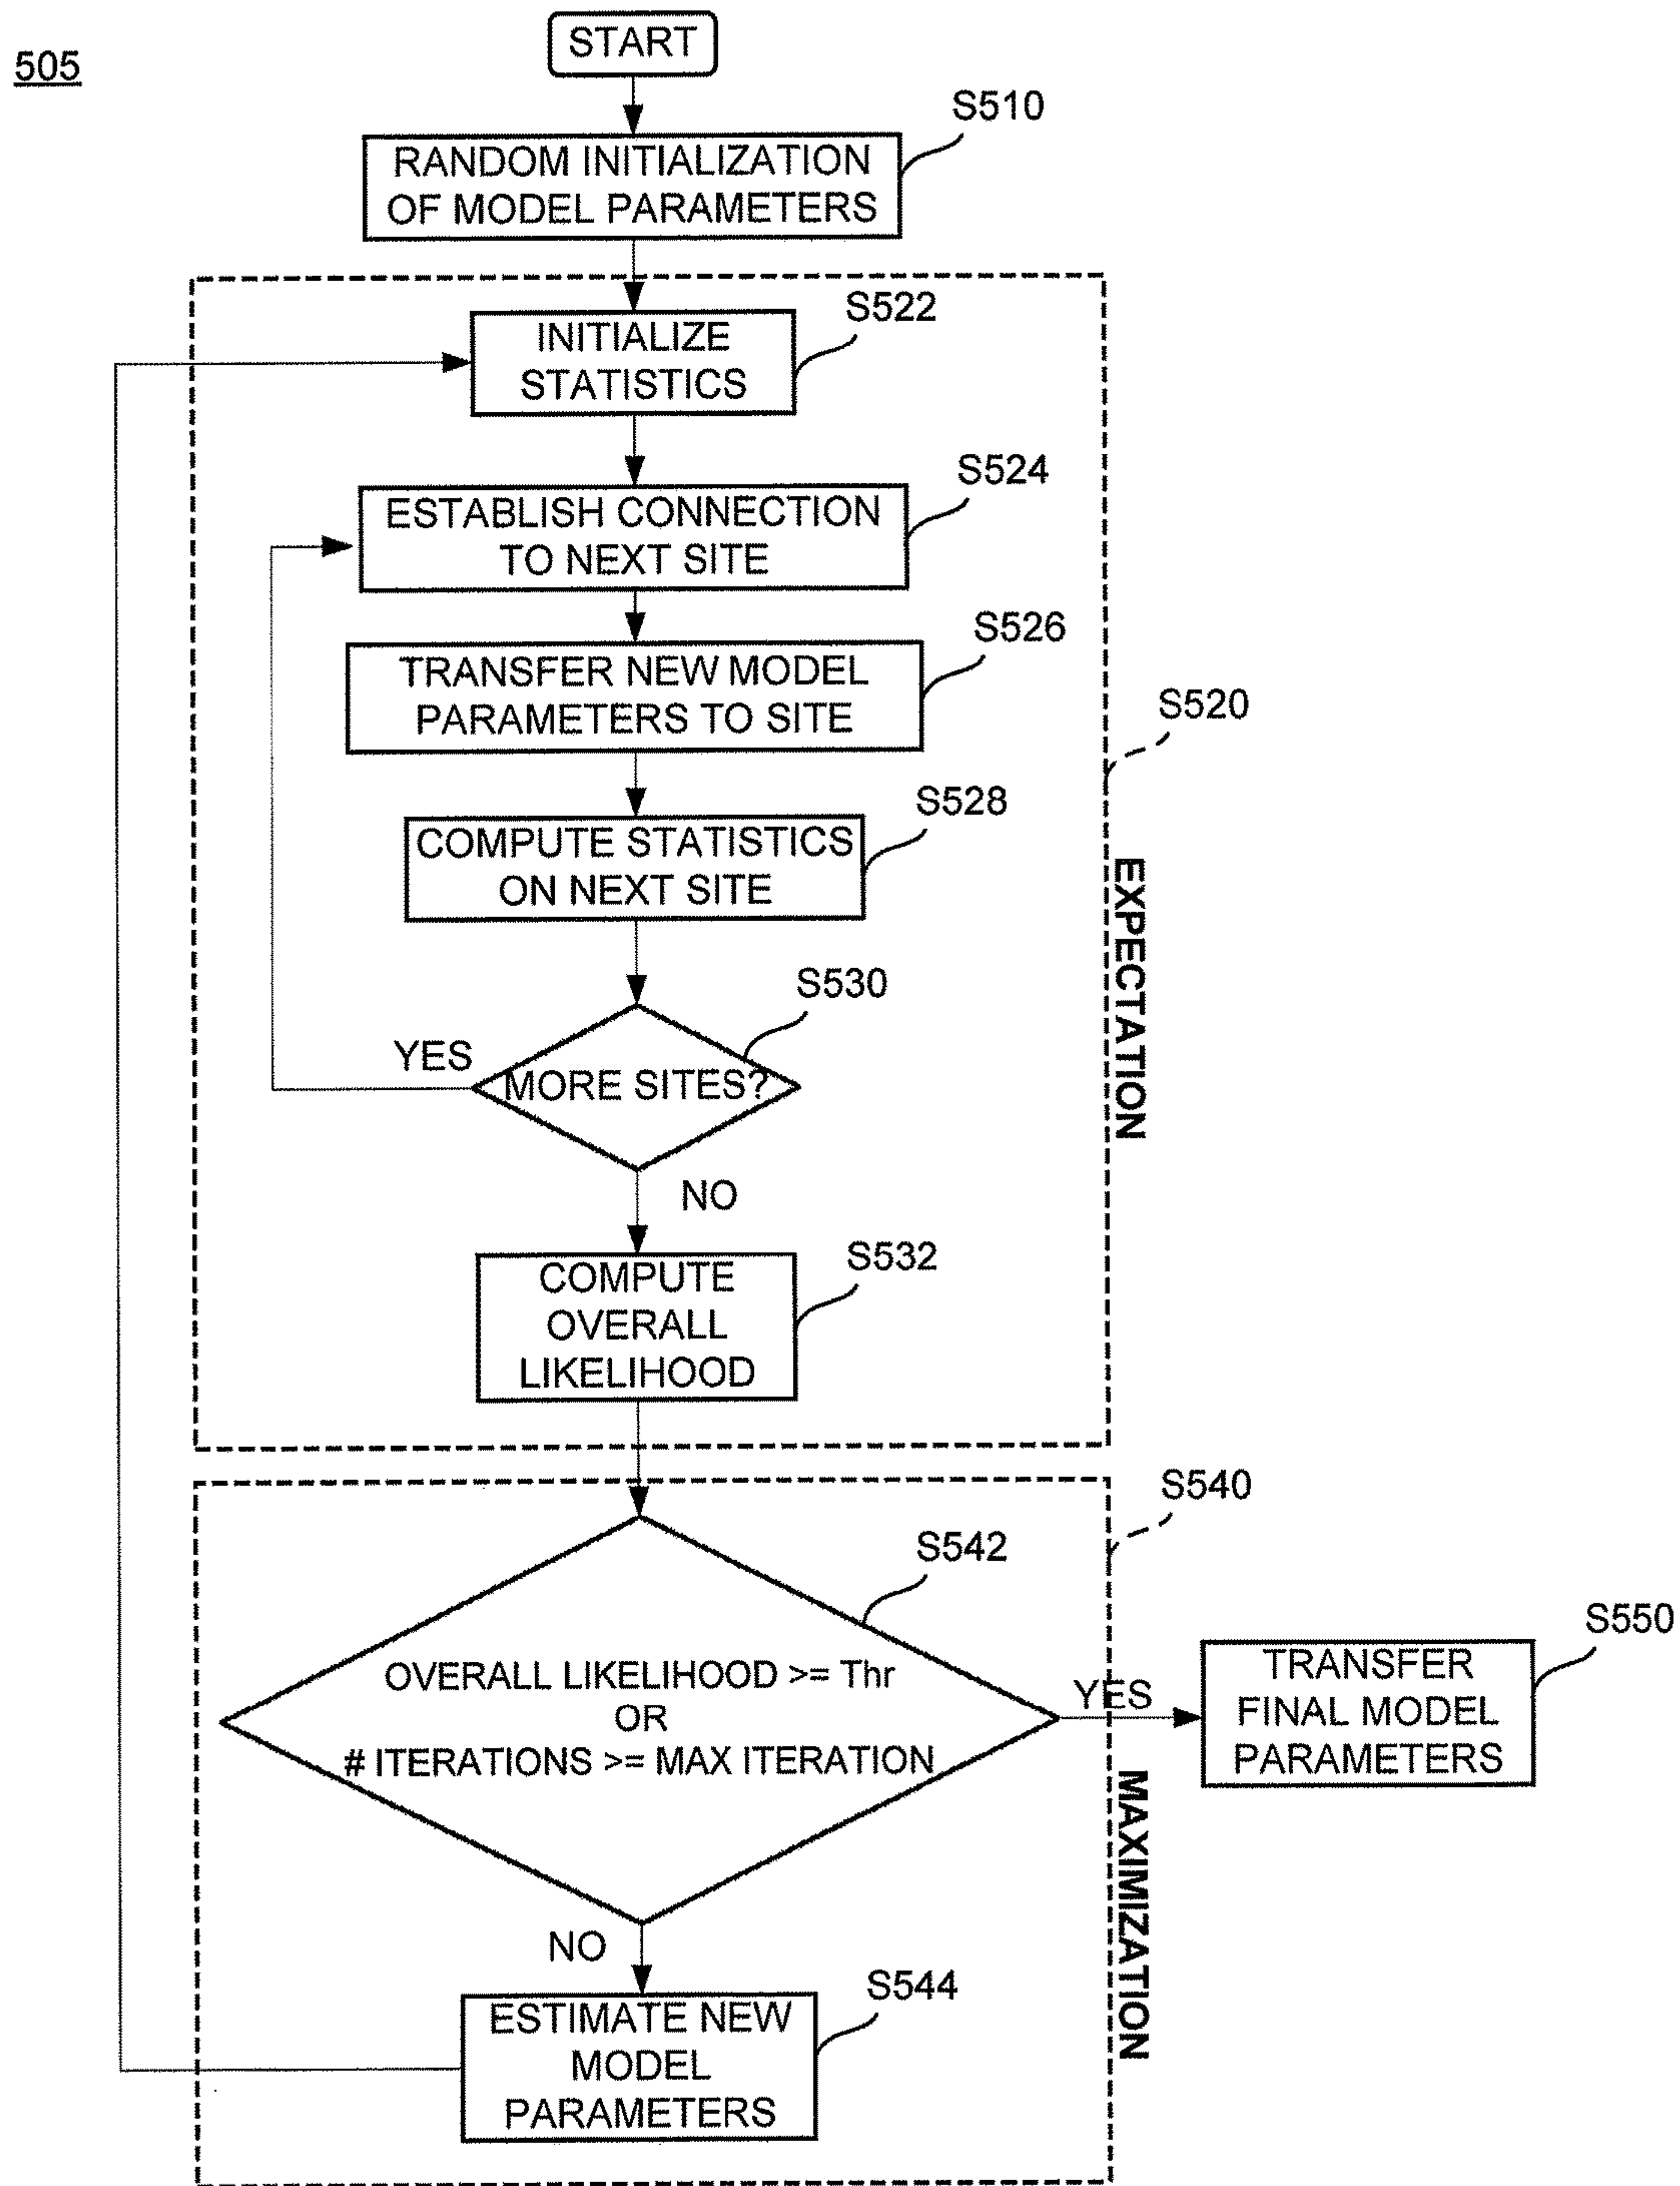 505
START
S510
RANDOM INITIALIZATION
OF MODEL PARAMETERS
S522
INITIALIZE
STATISTICS
S524
ESTABLISH CONNECTION
TO NEXT SITE
S526
TRANSFER NEW MODEL
PARAMETERS TO SITE
S520
S528
COMPUTE STATISTICS
ON NEXT SITE
EXPECTATION
S530
YES
MORE SITES?
NO
S532
COMPUTE
OVERALL
LIKELIHOOD
S540
S542
OVERALL LIKELIHOOD >= Thr
OR
# ITERATIONS >= MAX ITERATION
YES
S550
TRANSFER
FINAL MODEL
PARAMETERS
MAXIMIZATION
NO
S544
ESTIMATE NEW
MODEL
PARAMETERS